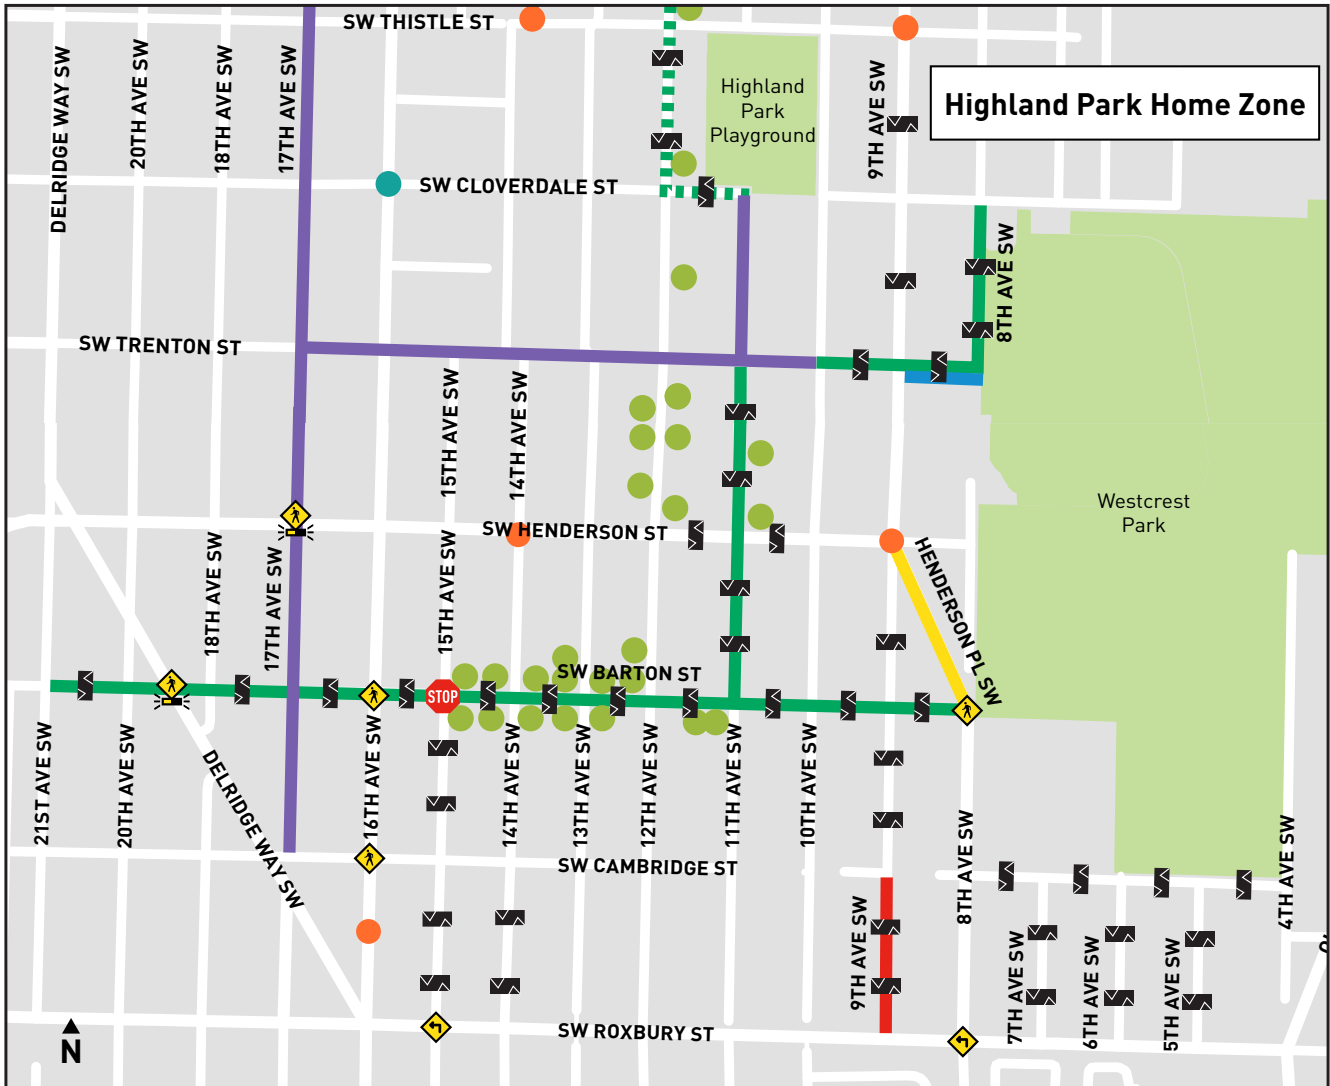 SW THISTLE ST
DELRIDGE WAY SW
20TH AVE SW
18TH AVE SW
17TH AVE SW
Highland
Park
Playground
9TH AVE SW
Highland Park Home Zone
SW CLOVERDALE ST
8TH AVE SW
SW TRENTON ST
15TH AVE SW
14TH AVE SW
Westcrest
Park
SW HENDERSON ST
HENDERSON PL SW
18TH AVE SW
17TH AVE SW
15TH AVE SW
SW BARTON ST
STOP
21ST AVE SW
20TH AVE SW
DELRIDGE WAY SW
16TH AVE SW
14TH AVE SW
13TH AVE SW
12TH AVE SW
11TH AVE SW
10TH AVE SW
8TH AVE SW
4TH AVE SW
SW CAMBRIDGE ST
9TH AVE SW
7TH AVE SW
6TH AVE SW
5TH AVE SW
SW ROXBURY ST
N